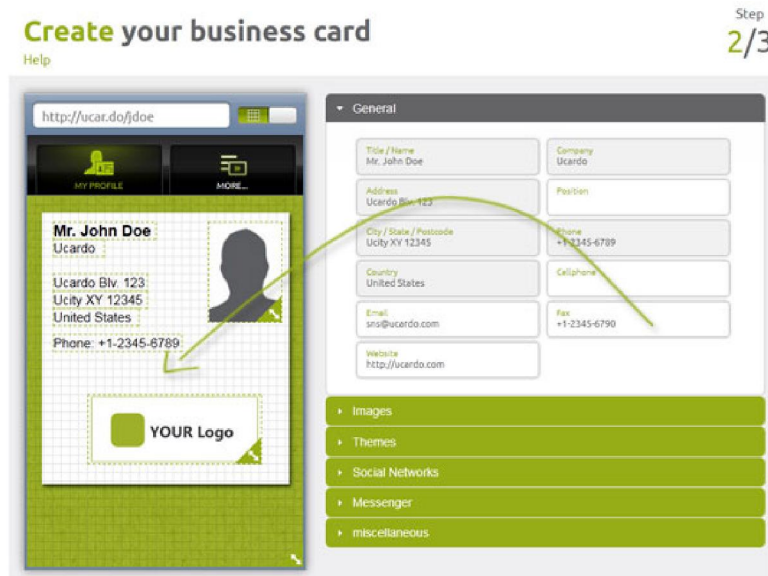 Create your business card
Help
Step
2/3
http://ucar.do/jdoe
MY PROFILE
MORE...
Mr. John Doe
Ucardo
Ucardo Blv. 123
Ucity XY 12345
United States
Phone: +1-2345-6789
YOUR Logo
General
Title / Name
Mr. John Doe
Company
Ucardo
Address
Ucardo Blv. 123
Position
City / State / Postcode
Ucity XY 12345
Phone
+1-2345-6789
Country
United States
Cellphone
Email
sns@ucardo.com
Fax
+1-2345-6790
Website
http://ucardo.com
Images
Themes
Social Networks
Messenger
miscellaneous